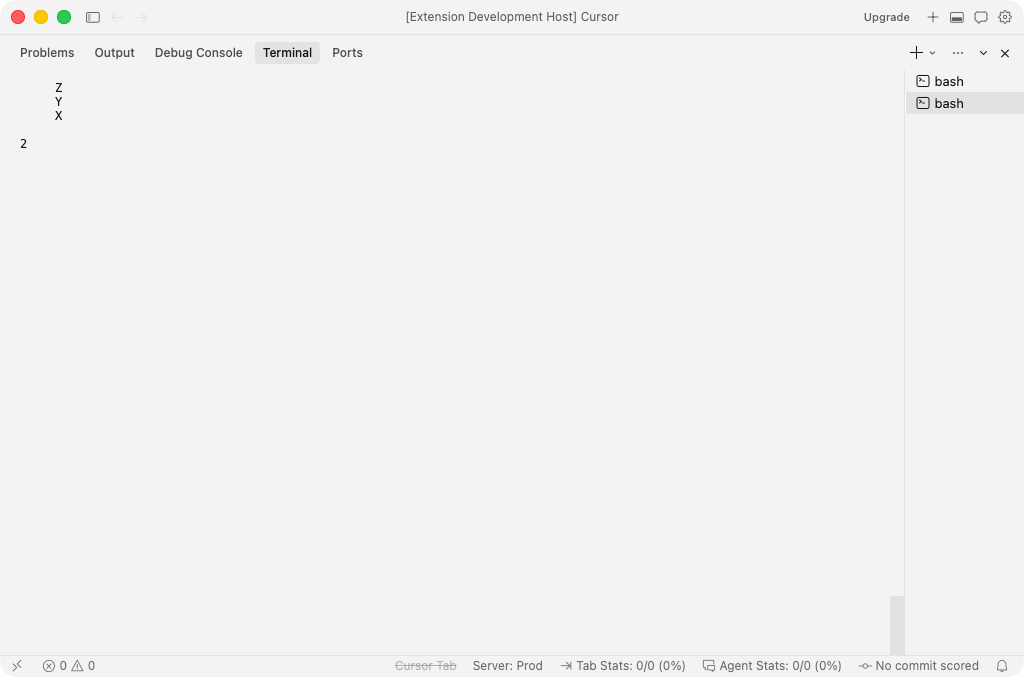 [Extension Development Host] Cursor
Upgrade
Problems Output Debug Console Terminal Ports
Z
Y
X
2
bash
bash
0 0
Cursor Tab Server: Prod Tab Stats: 0/0 (0%) Agent Stats: 0/0 (0%) No commit scored